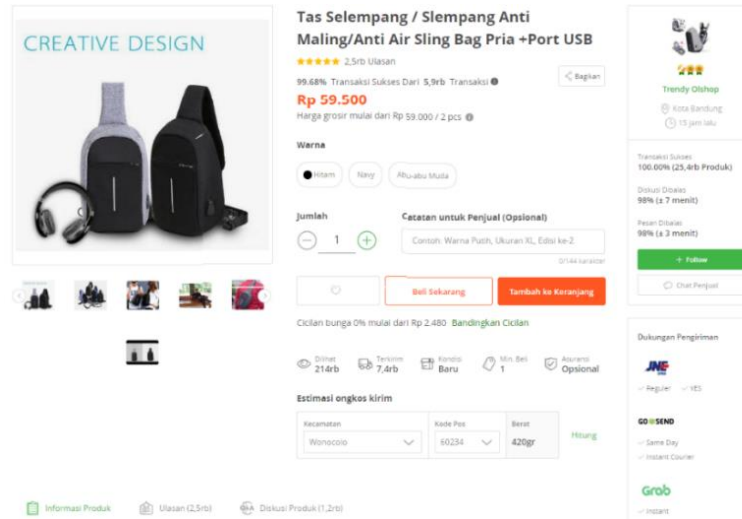 CREATIVE DESIGN
Tas Selempang / Slempang Anti
Maling/Anti Air Sling Bag Pria +Port USB
2,5rb Ulasan
99.68% Transaksi Sukses Dari 5,9rb Transaksi
Bagikan
Rp 59.500
Harga grosir mulai dari Rp 59.000 / 2 pcs
Warna
Hitam
Navy
Abu-abu Muda
Jumlah
Catatan untuk Penjual (Opsional)
1
Contoh: Warna Putih, Ukuran XL, Edisi ke-2
0/144 karakter
Beli Sekarang
Tambah ke Keranjang
Cicilan bunga 0% mulai dari Rp 2.480 Bandingkan Cicilan
Dilihat
214rb
Terkirim
7,4rb
Kondisi
Baru
Min. Beli
1
Asuransi
Opsional
Estimasi ongkos kirim
Kecamatan
Wonocolo
Kode Pos
60234
Berat
420gr
Hitung
Informasi Produk
Ulasan (2,5rb)
Diskusi Produk (1,2rb)
Trendy Olshop
Kota Bandung
15 jam lalu
Transaksi Sukses
100.00% (25,4rb Produk)
Diskusi Dibalas
98% (± 7 menit)
Pesan Dibalas
98% (± 3 menit)
+ Follow
Chat Penjual
Dukungan Pengiriman
JNE
Reguler
YES
GO SEND
Same Day
Instant Courier
Grab
Instant